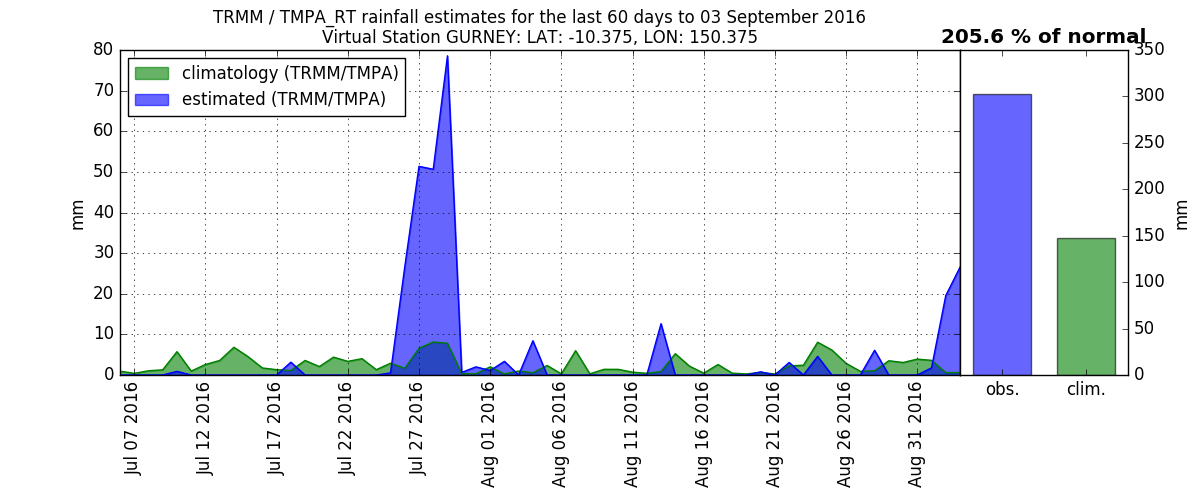 TRMM / TMPA_RT rainfall estimates for the last 60 days to 03 September 2016
Virtual Station GURNEY: LAT: -10.375, LON: 150.375
205.6 % of normal
climatology (TRMM/TMPA)
estimated (TRMM/TMPA)
mm
80
70
60
50
40
30
20
10
0
Jul 07 2016
Jul 12 2016
Jul 17 2016
Jul 22 2016
Jul 27 2016
Aug 01 2016
Aug 06 2016
Aug 11 2016
Aug 16 2016
Aug 21 2016
Aug 26 2016
Aug 31 2016
350
300
250
200
150
100
50
0
mm
obs.
clim.